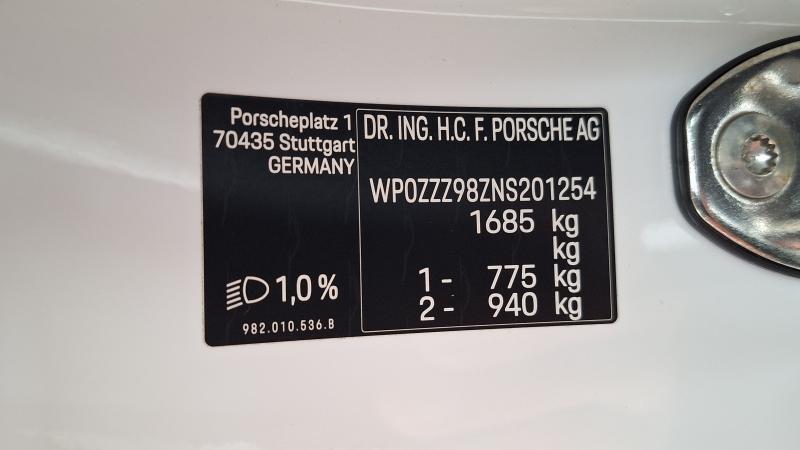 Porscheplatz 1
70435 Stuttgart
GERMANY
1,0 %
982.010.536.B
DR. ING. H.C. F. PORSCHE AG
WP0ZZZ98ZNS201254
1685 kg
kg
1 - 775 kg
2 - 940 kg